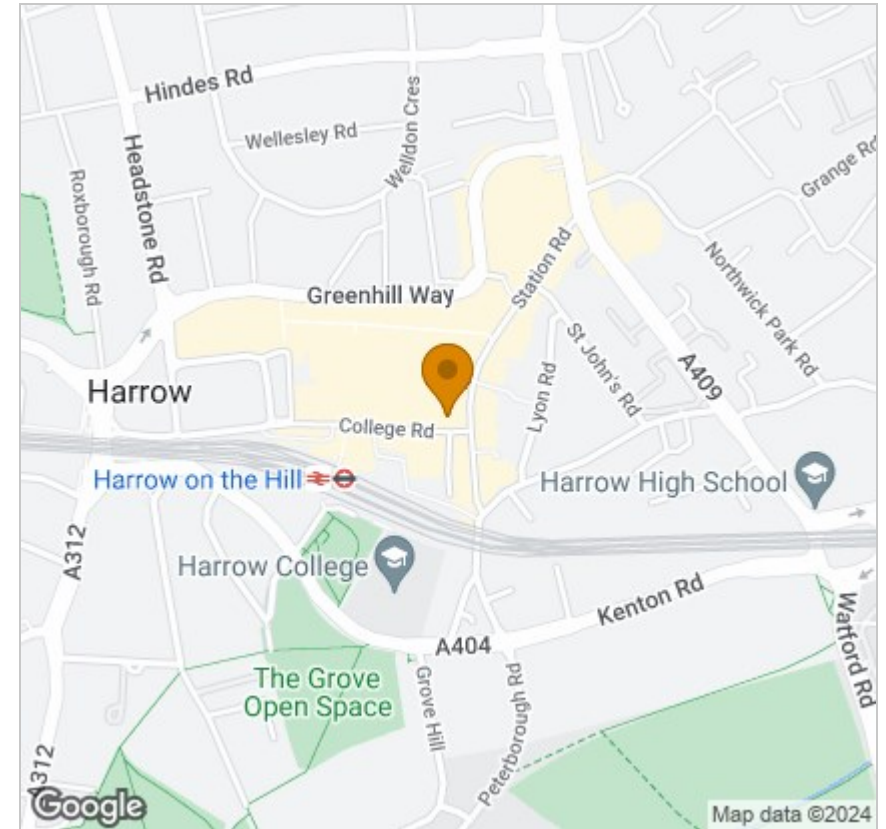 Hindes Rd
Wellesley Rd
Welldon Cres
Headstone Rd
Roxborough Rd
Grange Rd
Northwick Park Rd
Station Rd
Greenhill Way
St John's Rd
A409
Lyon Rd
Harrow
College Rd
Harrow on the Hill
Harrow High School
A312
Harrow College
Kenton Rd
Watford Rd
A404
The Grove
Open Space
Grove Hill
Peterborough Rd
A312
Google
Map data ©2024